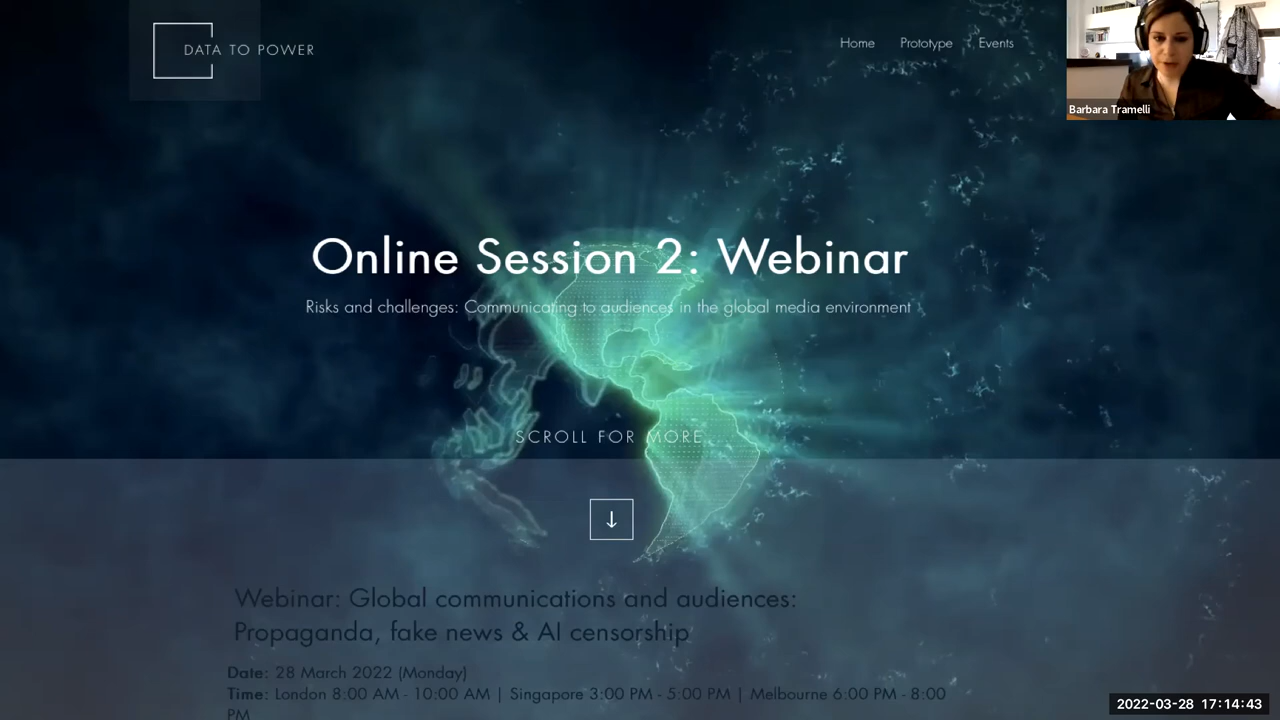 DATA TO POWER
Home Prototype Events
Barbara Tramelli
Online Session 2: Webinar
Risks and challenges: Communicating to audiences in the global media environment
SCROLL FOR MORE
↓
Webinar: Global communications and audiences:
Propaganda, fake news & AI censorship
Date: 28 March 2022 (Monday)
Time: London 8:00 AM - 10:00 AM | Singapore 3:00 PM - 5:00 PM | Melbourne 6:00 PM - 8:00
PM
2022-03-28 17:14:43